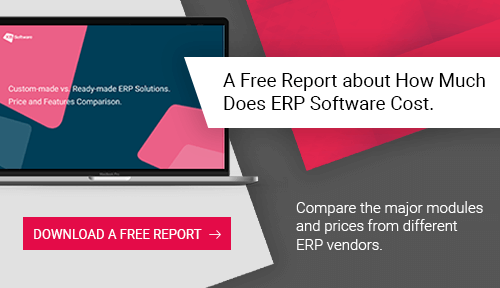 Software
Custom-made vs. Ready-made ERP Solutions.
Price and Features Comparison.
A Free Report about How Much
Does ERP Software Cost.
Compare the major modules
and prices from different
ERP vendors.
DOWNLOAD A FREE REPORT →